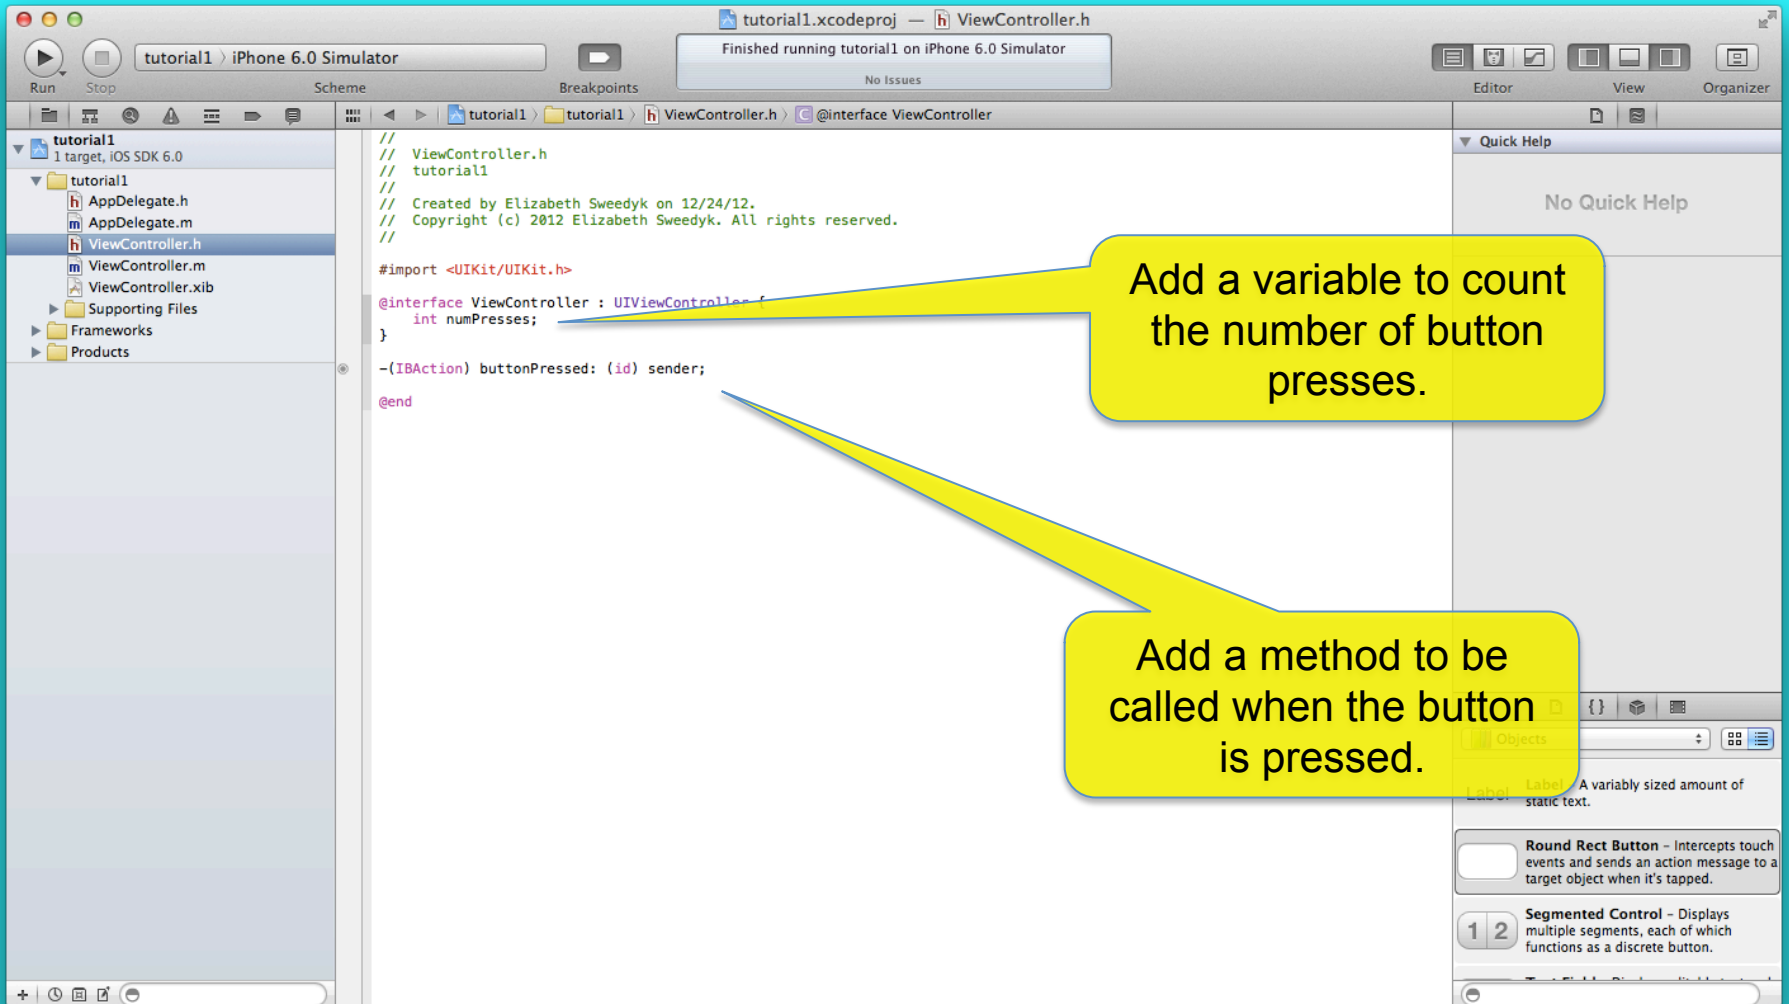 tutorial1.xcodeproj — h ViewController.h
tutorial1 〉 iPhone 6.0 Simulator
Finished running tutorial1 on iPhone 6.0 Simulator
No Issues
Run Stop Scheme Breakpoints Editor View Organizer
tutorial1 〉 tutorial1 〉 h ViewController.h 〉 C @interface ViewController
tutorial1
1 target, iOS SDK 6.0
tutorial1
h AppDelegate.h
m AppDelegate.m
h ViewController.h
m ViewController.m
ViewController.xib
Supporting Files
Frameworks
Products
//
//  ViewController.h
//  tutorial1
//
//  Created by Elizabeth Sweedyk on 12/24/12.
//  Copyright (c) 2012 Elizabeth Sweedyk. All rights reserved.
//
#import <UIKit/UIKit.h>
@interface ViewController : UIViewController {
    int numPresses;
}
-(IBAction) buttonPressed: (id) sender;
@end
Add a variable to count
the number of button
presses.
Add a method to be
called when the button
is pressed.
Quick Help
No Quick Help
{}
Objects
Label
Label - A variably sized amount of
static text.
Round Rect Button - Intercepts touch
events and sends an action message to a
target object when it's tapped.
1 2
Segmented Control - Displays
multiple segments, each of which
functions as a discrete button.